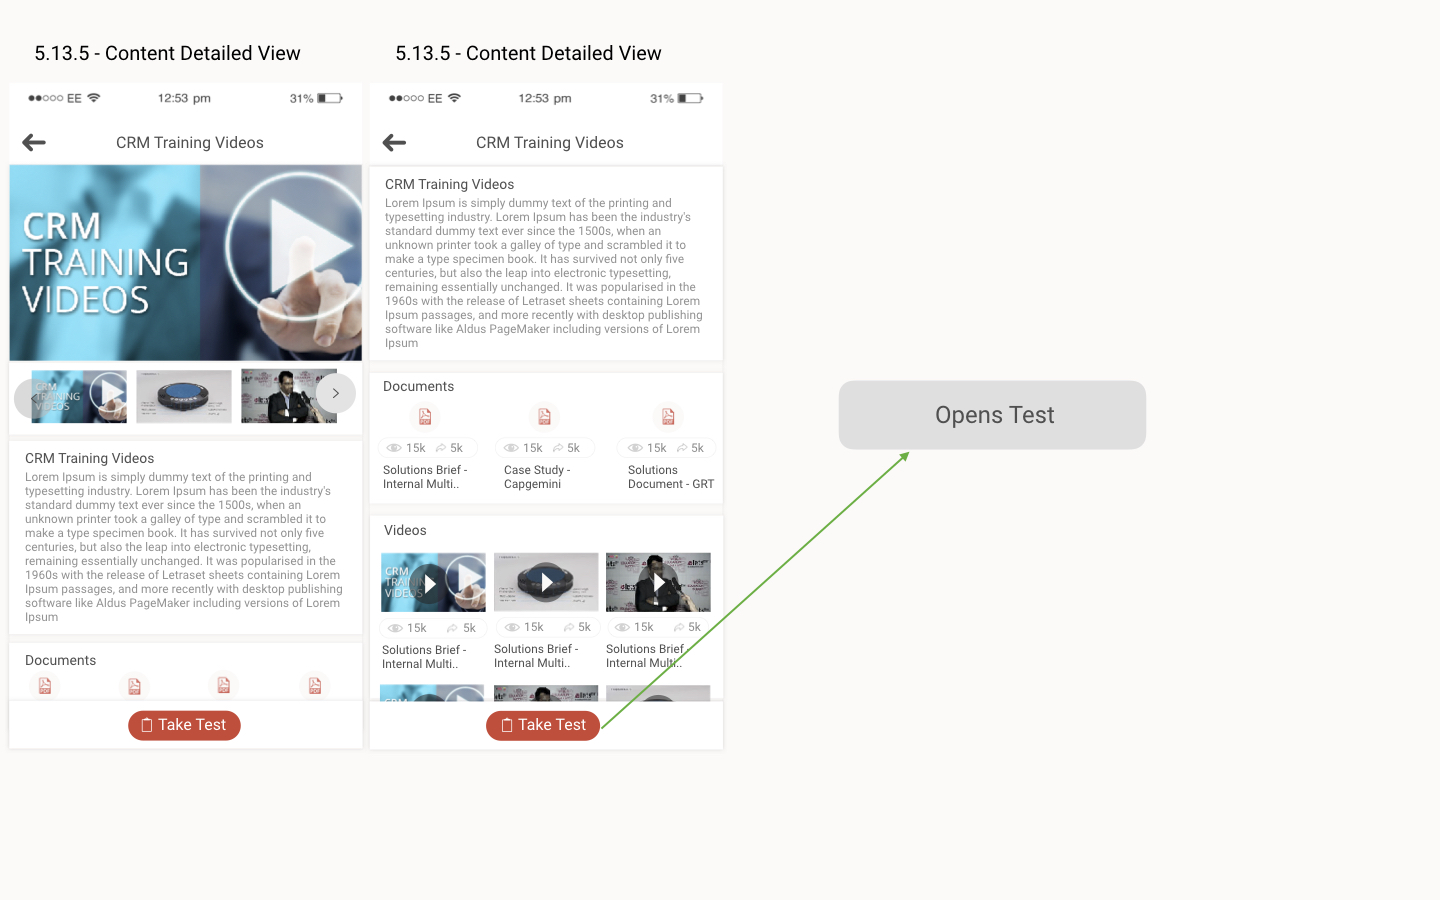 5.13.5 - Content Detailed View
EE 12:53 pm 31%
CRM Training Videos
CRM
TRAINING
VIDEOS
CRM
TRAINING
VIDEOS
CRM Training Videos
Lorem Ipsum is simply dummy text of the printing and
typesetting industry. Lorem Ipsum has been the industry's
standard dummy text ever since the 1500s, when an
unknown printer took a galley of type and scrambled it to
make a type specimen book. It has survived not only five
centuries, but also the leap into electronic typesetting,
remaining essentially unchanged. It was popularised in the
1960s with the release of Letraset sheets containing Lorem
Ipsum passages, and more recently with desktop publishing
software like Aldus PageMaker including versions of Lorem
Ipsum
Documents
PDF PDF PDF PDF
Take Test
5.13.5 - Content Detailed View
EE 12:53 pm 31%
CRM Training Videos
CRM Training Videos
Lorem Ipsum is simply dummy text of the printing and
typesetting industry. Lorem Ipsum has been the industry's
standard dummy text ever since the 1500s, when an
unknown printer took a galley of type and scrambled it to
make a type specimen book. It has survived not only five
centuries, but also the leap into electronic typesetting,
remaining essentially unchanged. It was popularised in the
1960s with the release of Letraset sheets containing Lorem
Ipsum passages, and more recently with desktop publishing
software like Aldus PageMaker including versions of Lorem
Ipsum
Documents
PDF PDF PDF
15k 5k 15k 5k 15k 5k
Solutions Brief - Case Study - Solutions
Internal Multi.. Capgemini Document - GRT
Videos
CRM
TRAINING
VIDEOS
15k 5k 15k 5k 15k 5k
Solutions Brief - Solutions Brief - Solutions Brief -
Internal Multi.. Internal Multi.. Internal Multi..
Take Test
Opens Test